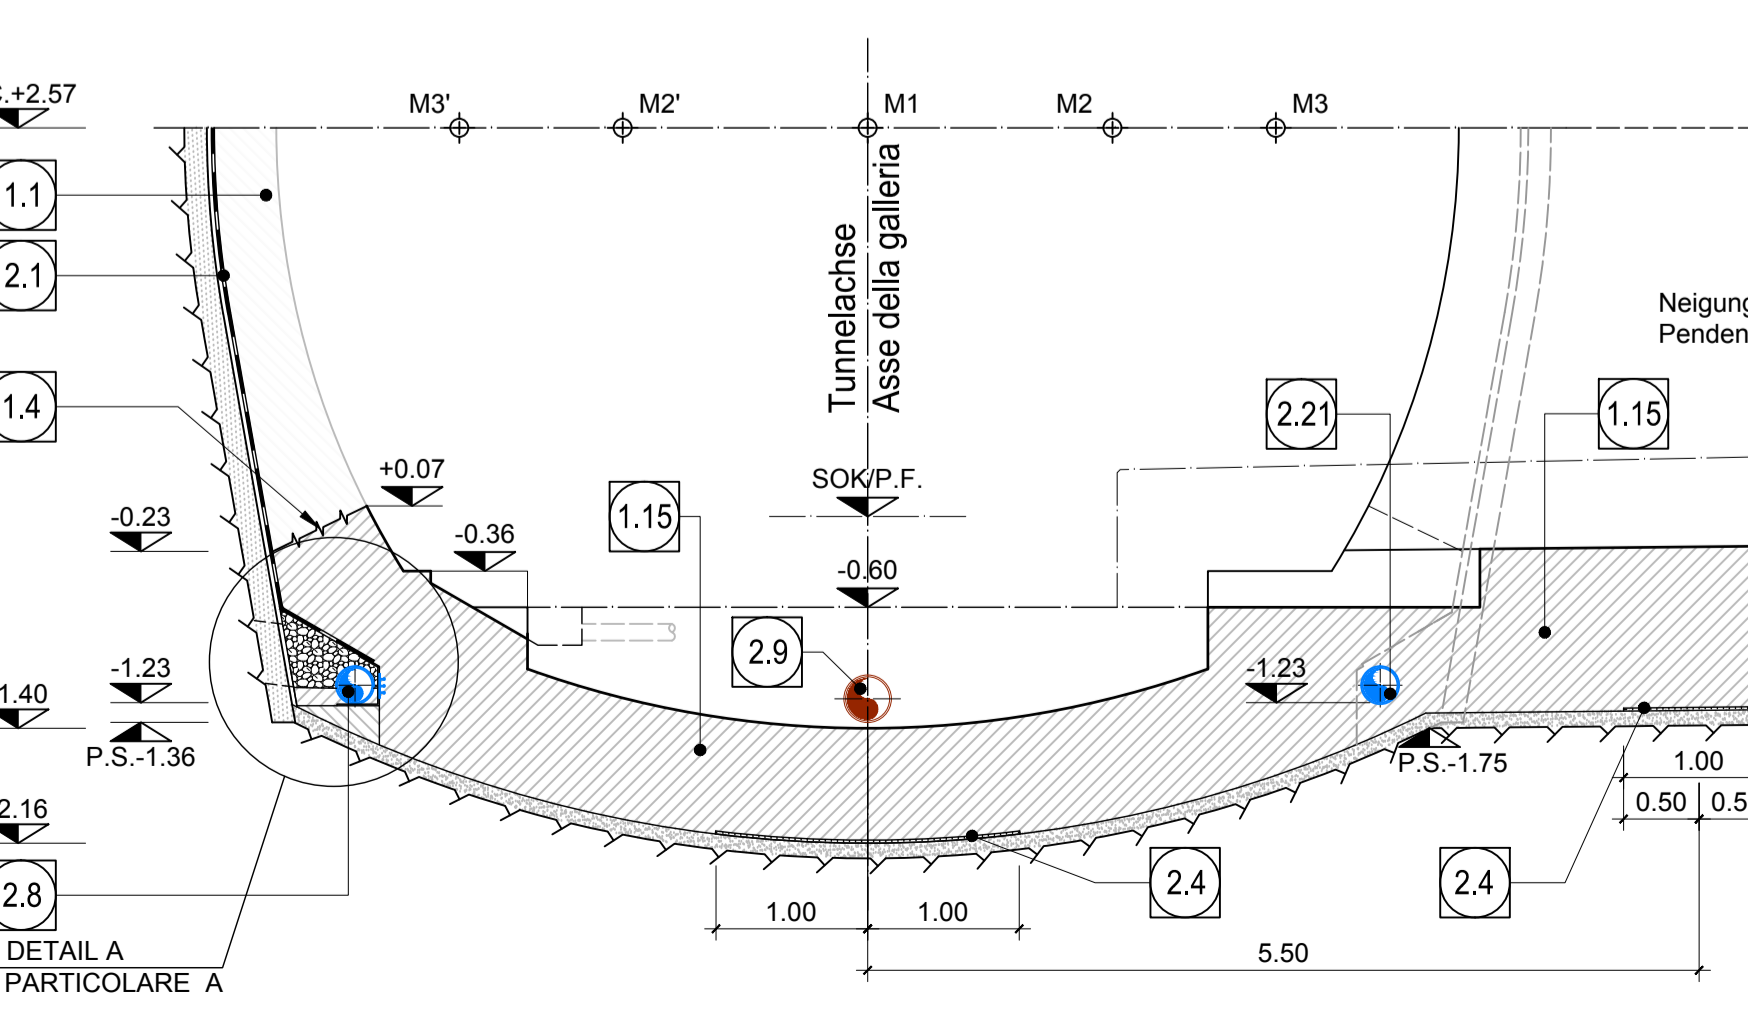 M3'
M2'
M1
M2
M3
.+2.57
1.1
2.1
1.4
Tunnelachse
Asse della galleria
Neigung
Penden
2.21
1.15
+0.07
SOK/P.F.
1.15
-0.23
-0.36
-0.60
2.9
-1.23
-1.23
1.40
P.S.-1.36
P.S.-1.75
1.00
0.50
0.5
2.16
2.8
2.4
2.4
1.00
1.00
5.50
DETAIL A
PARTICOLARE A